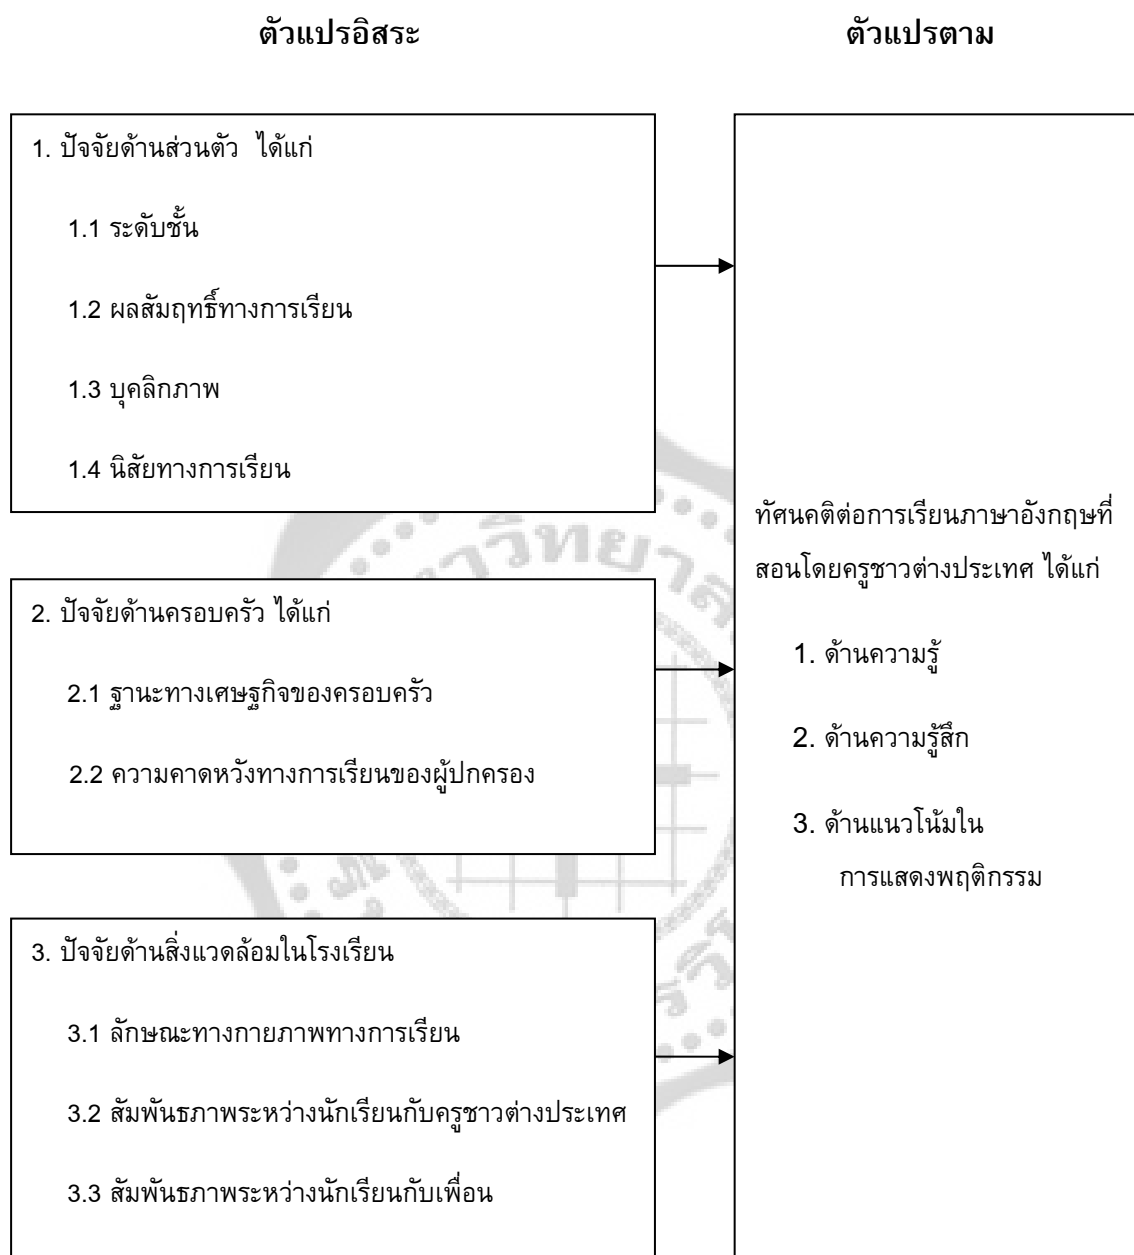 ตัวแปรอิสระ
ตัวแปรตาม
1. ปัจจัยด้านส่วนตัว ได้แก่
1.1 ระดับชั้น
1.2 ผลสัมฤทธิ์ทางการเรียน
1.3 บุคลิกภาพ
1.4 นิสัยทางการเรียน
2. ปัจจัยด้านครอบครัว ได้แก่
2.1 ฐานะทางเศรษฐกิจของครอบครัว
2.2 ความคาดหวังทางการเรียนของผู้ปกครอง
3. ปัจจัยด้านสิ่งแวดล้อมในโรงเรียน
3.1 ลักษณะทางกายภาพทางการเรียน
3.2 สัมพันธภาพระหว่างนักเรียนกับครูชาวต่างประเทศ
3.3 สัมพันธภาพระหว่างนักเรียนกับเพื่อน
ทัศนคติต่อการเรียนภาษาอังกฤษที่
สอนโดยครูชาวต่างประเทศ ได้แก่
1. ด้านความรู้
2. ด้านความรู้สึก
3. ด้านแนวโน้มใน
การแสดงพฤติกรรม